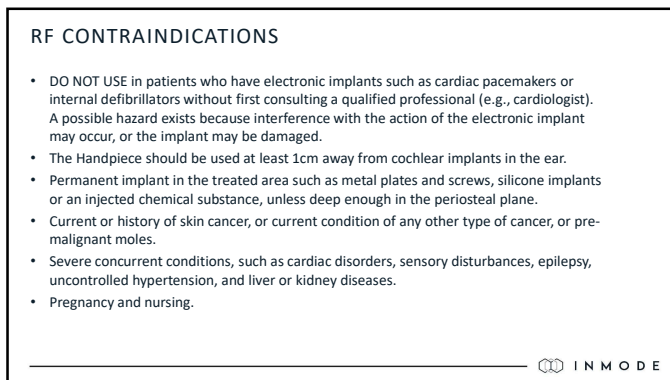 RF CONTRAINDICATIONS
• DO NOT USE in patients who have electronic implants such as cardiac pacemakers or
internal defibrillators without first consulting a qualified professional (e.g., cardiologist).
A possible hazard exists because interference with the action of the electronic implant
may occur, or the implant may be damaged.
• The Handpiece should be used at least 1cm away from cochlear implants in the ear.
• Permanent implant in the treated area such as metal plates and screws, silicone implants
or an injected chemical substance, unless deep enough in the periosteal plane.
• Current or history of skin cancer, or current condition of any other type of cancer, or pre-
malignant moles.
• Severe concurrent conditions, such as cardiac disorders, sensory disturbances, epilepsy,
uncontrolled hypertension, and liver or kidney diseases.
• Pregnancy and nursing.
INMODE